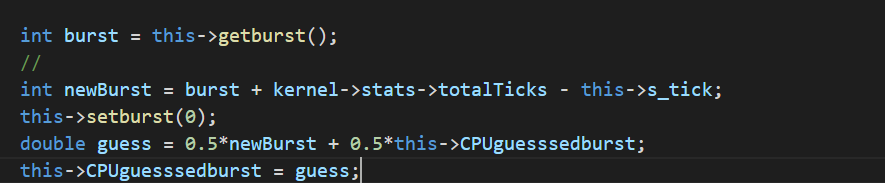 int burst = this->getburst();
//
int newBurst = burst + kernel->stats->totalTicks - this->s_tick;
this->setburst(0);
double guess = 0.5*newBurst + 0.5*this->CPUguesssedburst;
this->CPUguesssedburst = guess;